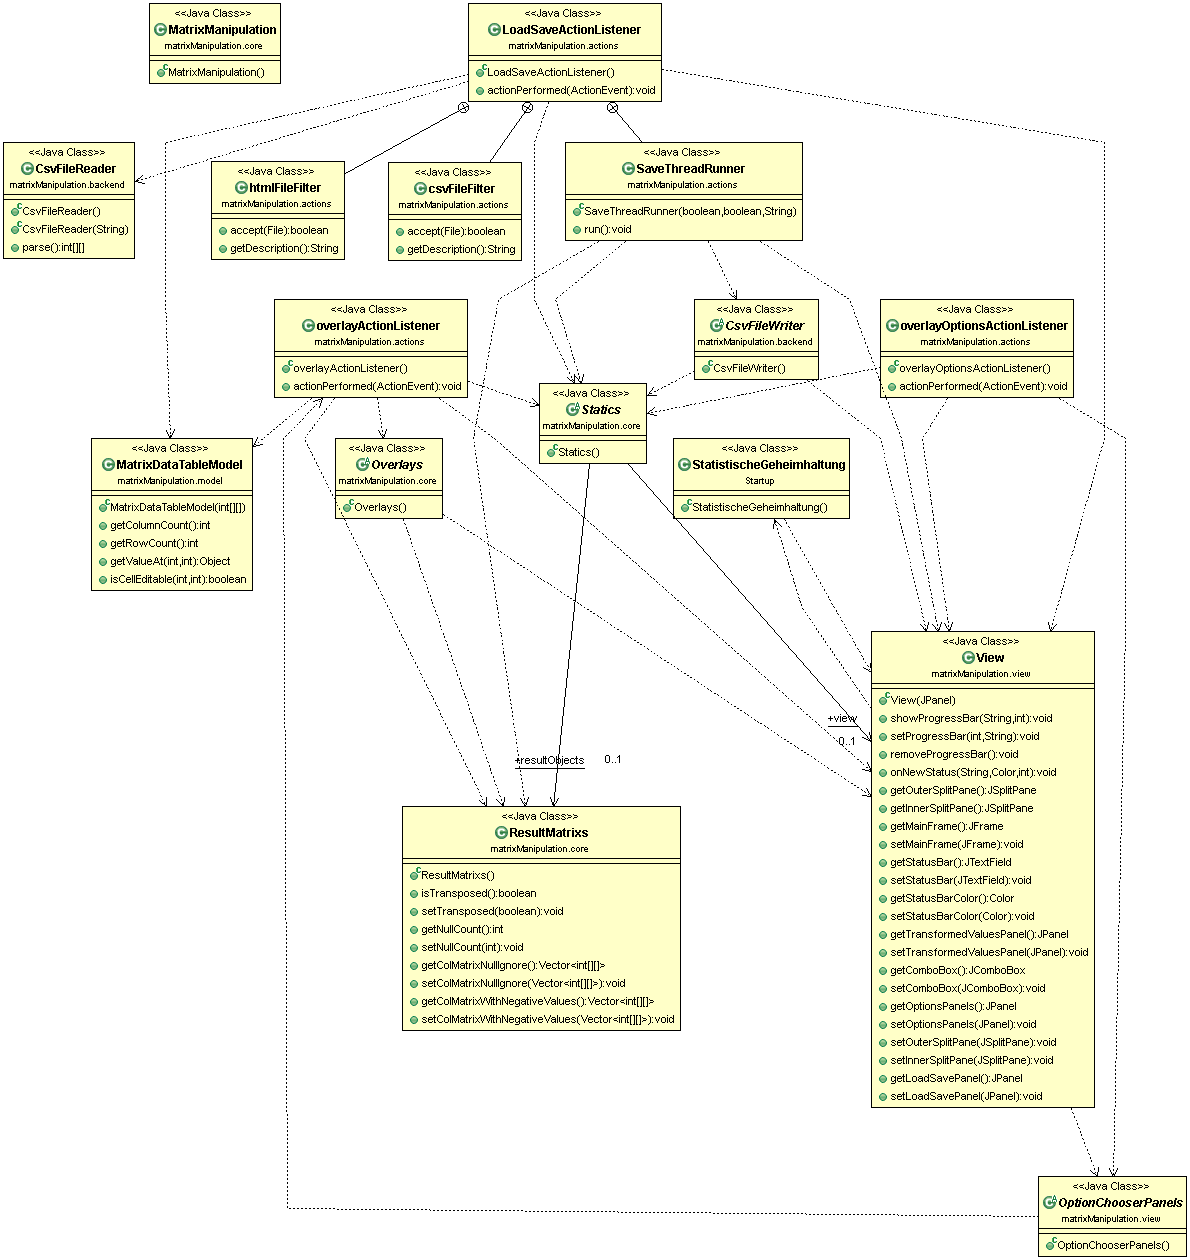 <<Java Class>>
MatrixManipulation
matrixManipulation.core
MatrixManipulation()
<<Java Class>>
LoadSaveActionListener
matrixManipulation.actions
LoadSaveActionListener()
actionPerformed(ActionEvent):void
<<Java Class>>
CsvFileReader
matrixManipulation.backend
CsvFileReader()
CsvFileReader(String)
parse():int[][]
<<Java Class>>
htmlFileFilter
matrixManipulation.actions
accept(File):boolean
getDescription():String
<<Java Class>>
csvFileFilter
matrixManipulation.actions
accept(File):boolean
getDescription():String
<<Java Class>>
SaveThreadRunner
matrixManipulation.actions
SaveThreadRunner(boolean,boolean,String)
run():void
<<Java Class>>
overlayActionListener
matrixManipulation.actions
overlayActionListener()
actionPerformed(ActionEvent):void
<<Java Class>>
CsvFileWriter
matrixManipulation.backend
CsvFileWriter()
<<Java Class>>
overlayOptionsActionListener
matrixManipulation.actions
overlayOptionsActionListener()
actionPerformed(ActionEvent):void
<<Java Class>>
Statics
matrixManipulation.core
Statics()
<<Java Class>>
MatrixDataTableModel
matrixManipulation.model
MatrixDataTableModel(int[][])
getColumnCount():int
getRowCount():int
getValueAt(int,int):Object
isCellEditable(int,int):boolean
<<Java Class>>
Overlays
matrixManipulation.core
Overlays()
<<Java Class>>
StatistischeGeheimhaltung
Startup
StatistischeGeheimhaltung()
<<Java Class>>
View
matrixManipulation.view
View(JPanel)
showProgressBar(String,int):void
setProgressBar(int,String):void
removeProgressBar():void
onNewStatus(String,Color,int):void
getOuterSplitPane():JSplitPane
getInnerSplitPane():JSplitPane
getMainFrame():JFrame
setMainFrame(JFrame):void
getStatusBar():JTextField
setStatusBar(JTextField):void
getStatusBarColor():Color
setStatusBarColor(Color):void
getTransformedValuesPanel():JPanel
setTransformedValuesPanel(JPanel):void
getComboBox():JComboBox
setComboBox(JComboBox):void
getOptionsPanels():JPanel
setOptionsPanels(JPanel):void
setOuterSplitPane(JSplitPane):void
setInnerSplitPane(JSplitPane):void
getLoadSavePanel():JPanel
setLoadSavePanel(JPanel):void
+view
0..1
+resultObjects
0..1
<<Java Class>>
ResultMatrixs
matrixManipulation.core
ResultMatrixs()
isTransposed():boolean
setTransposed(boolean):void
getNullCount():int
setNullCount(int):void
getColMatrixNullIgnore():Vector<int[][]>
setColMatrixNullIgnore(Vector<int[][]>):void
getColMatrixWithNegativeValues():Vector<int[][]>
setColMatrixWithNegativeValues(Vector<int[][]>):void
<<Java Class>>
OptionChooserPanels
matrixManipulation.view
OptionChooserPanels()